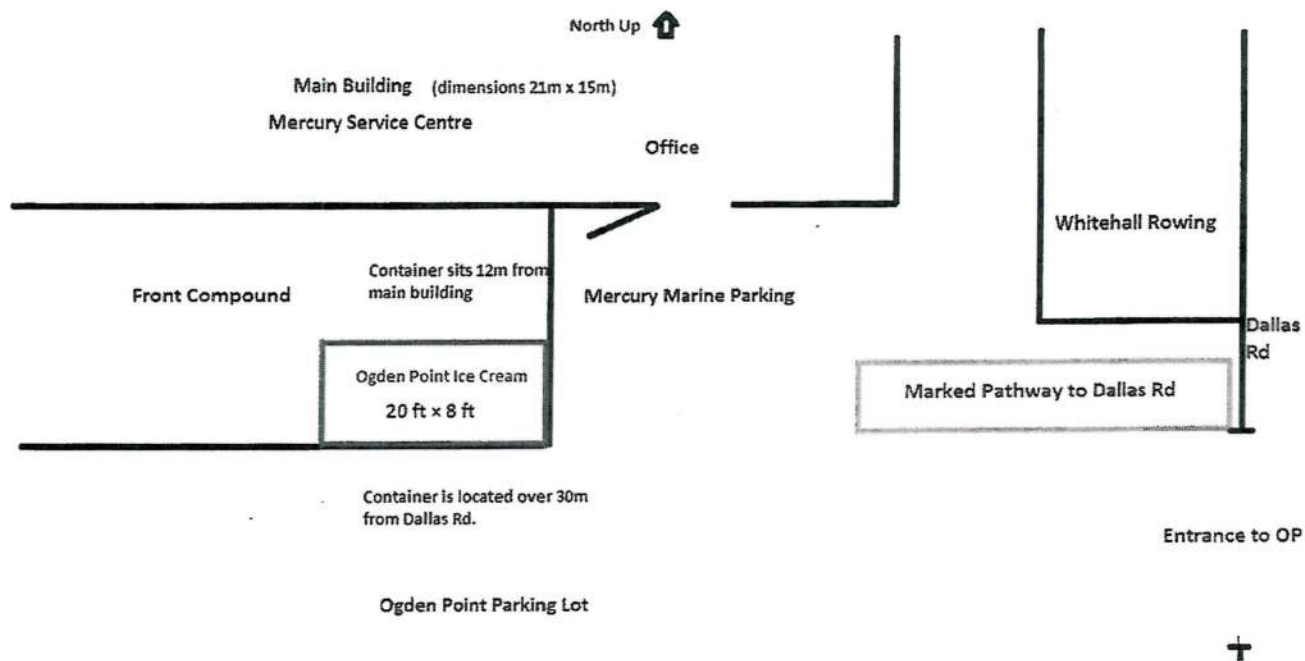 North Up
Main Building (dimensions 21m x 15m)
Mercury Service Centre
Office
Whitehall Rowing
Container sits 12m from
main building
Front Compound
Mercury Marine Parking
Dallas
Rd
Ogden Point Ice Cream
20 ft × 8 ft
Marked Pathway to Dallas Rd
Container is located over 30m
from Dallas Rd.
Entrance to OP
Ogden Point Parking Lot